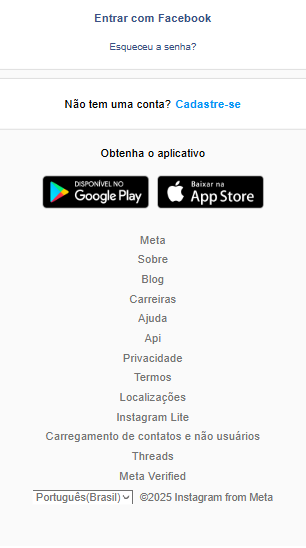 Entrar com Facebook
Esqueceu a senha?
Não tem uma conta? Cadastre-se
Obtenha o aplicativo
DISPONÍVEL NO
Google Play
Baixar na
App Store
Meta
Sobre
Blog
Carreiras
Ajuda
Api
Privacidade
Termos
Localizações
Instagram Lite
Carregamento de contatos e não usuários
Threads
Meta Verified
Português(Brasil) ©2025 Instagram from Meta